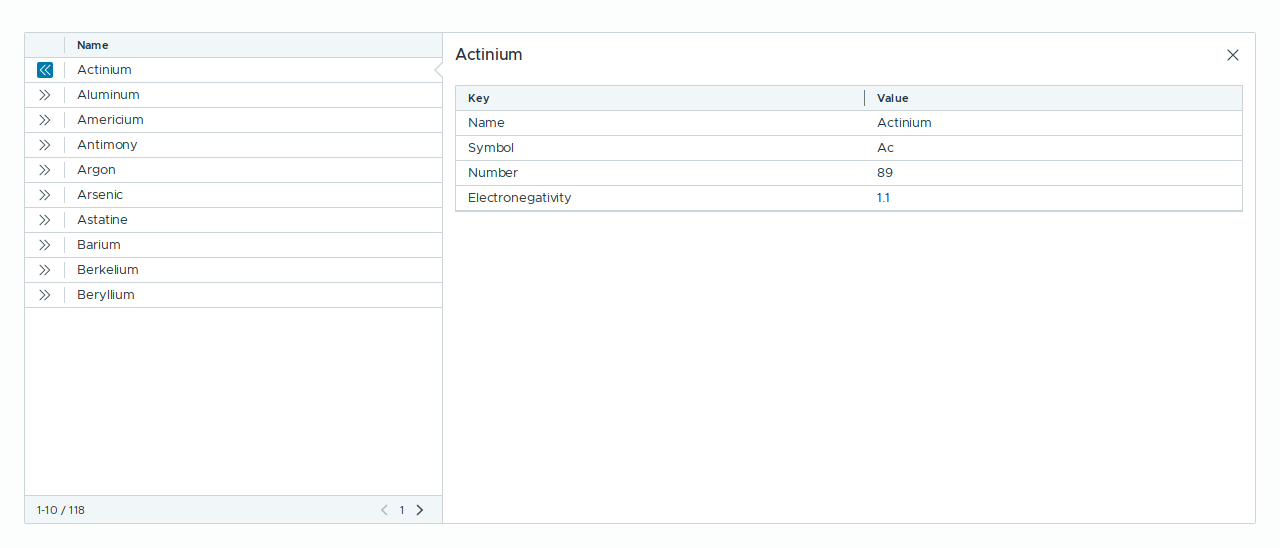 Name
Actinium
Aluminum
Americium
Antimony
Argon
Arsenic
Astatine
Barium
Berkelium
Beryllium
1-10 / 118
1
Actinium
Key Value
Name Actinium
Symbol Ac
Number 89
Electronegativity 1.1